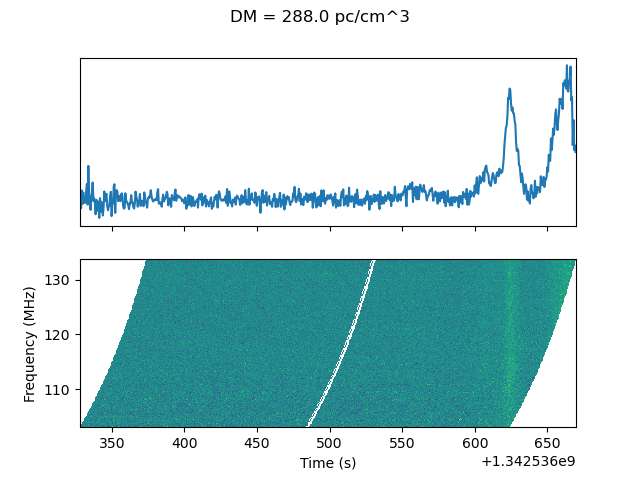 DM = 288.0 pc/cm^3
130
120
110
Frequency (MHz)
350 400 450 500 550 600 650
Time (s)
+1.342536e9